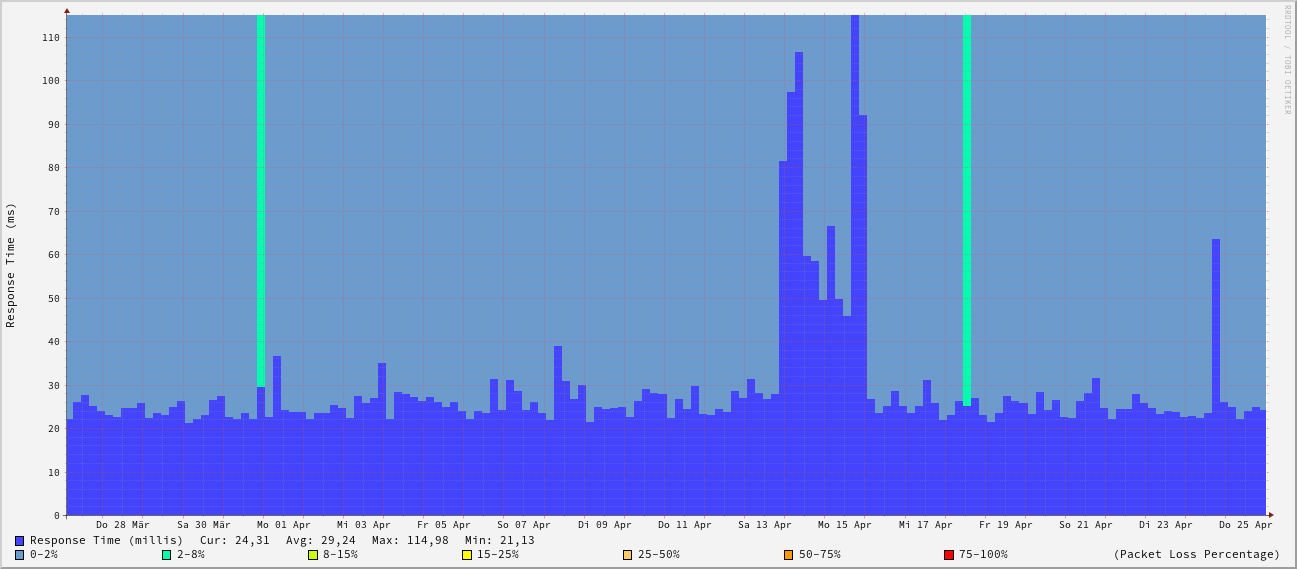 RRDTOOL / TOBI OETIKER
Response Time (ms)
110
100
90
80
70
60
50
40
30
20
10
0
Do 28 Mär Sa 30 Mär Mo 01 Apr Mi 03 Apr Fr 05 Apr So 07 Apr Di 09 Apr Do 11 Apr Sa 13 Apr Mo 15 Apr Mi 17 Apr Fr 19 Apr So 21 Apr Di 23 Apr Do 25 Apr
Response Time (millis) Cur: 24,31 Avg: 29,24 Max: 114,98 Min: 21,13
0-2% 2-8% 8-15% 15-25% 25-50% 50-75% 75-100% (Packet Loss Percentage)